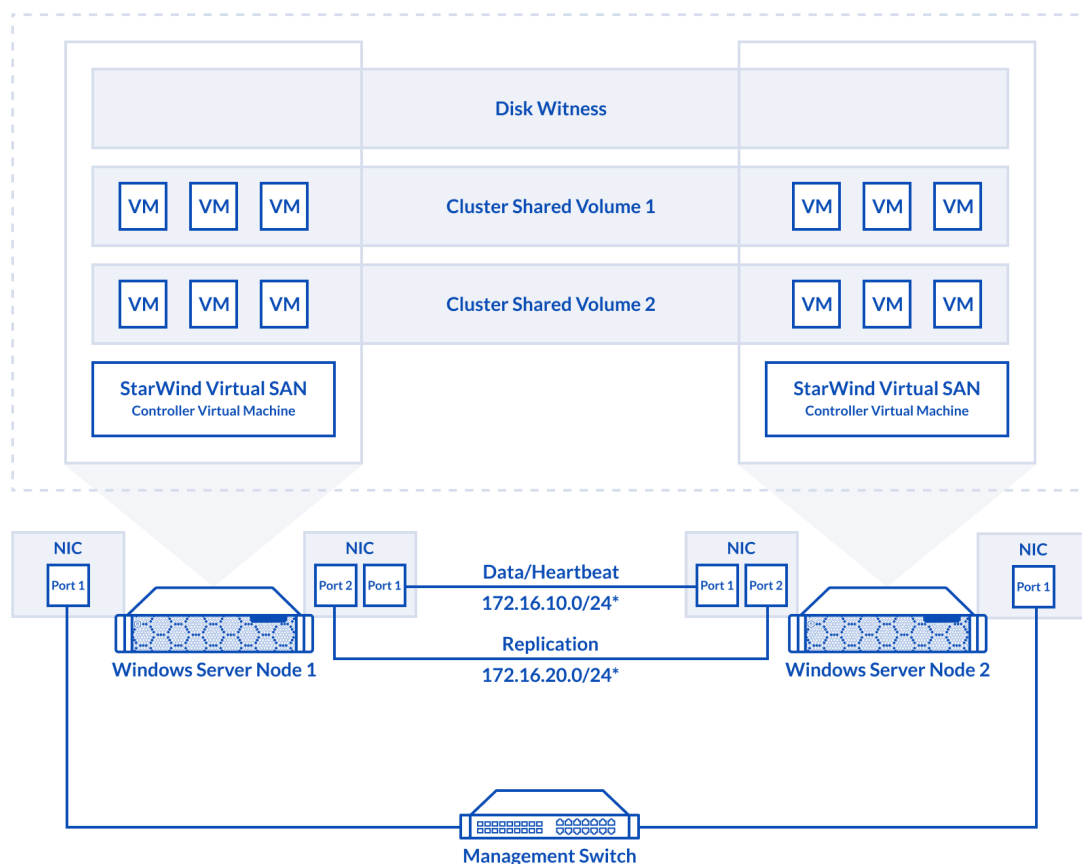 Disk Witness
VM VM VM Cluster Shared Volume 1 VM VM VM
VM VM VM Cluster Shared Volume 2 VM VM VM
StarWind Virtual SAN
Controller Virtual Machine
StarWind Virtual SAN
Controller Virtual Machine
NIC
Port 1
NIC
Port 2 Port 1
Data/Heartbeat
172.16.10.0/24*
Replication
172.16.20.0/24*
NIC
Port 1 Port 2
NIC
Port 1
Windows Server Node 1
Windows Server Node 2
Management Switch